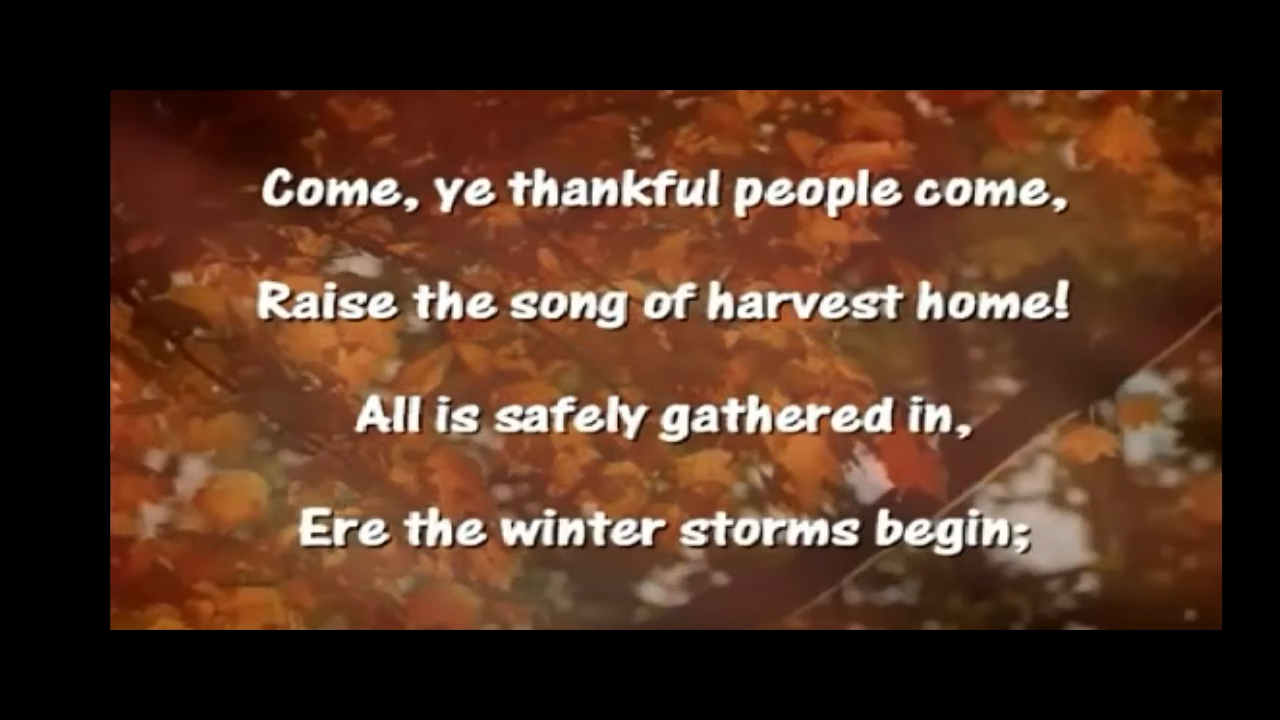 Come, ye thankful people come,
Raise the song of harvest home!
All is safely gathered in,
Ere the winter storms begin;